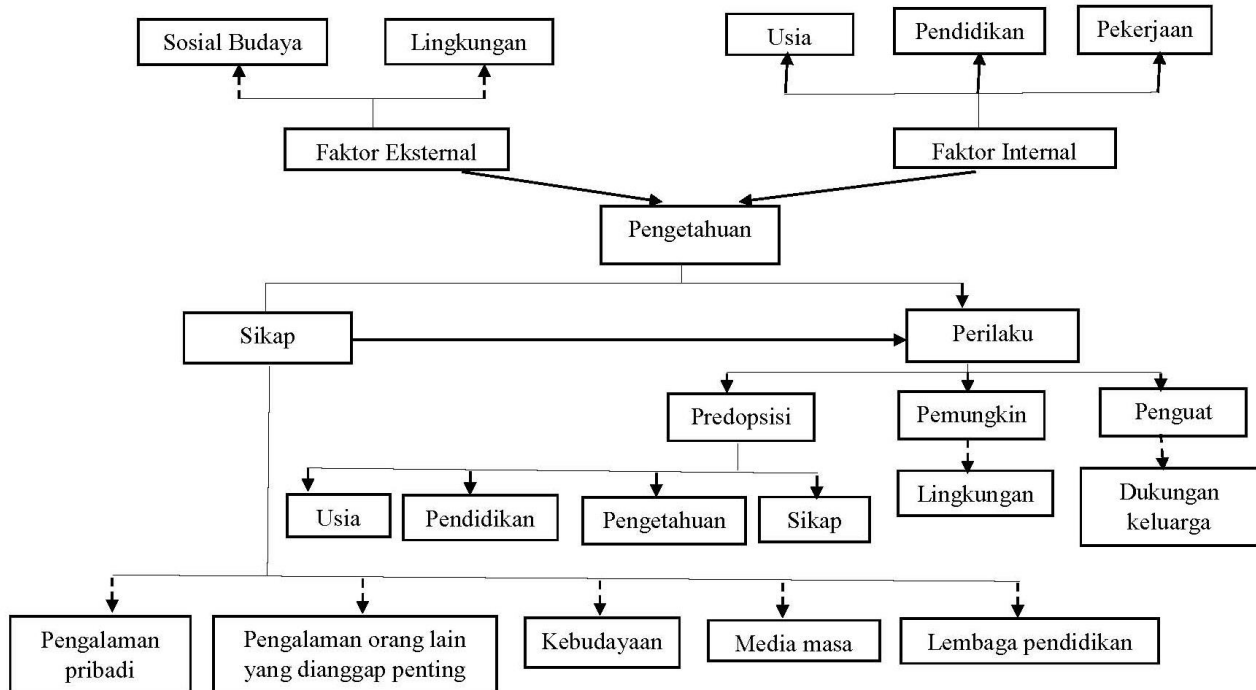 Sosial Budaya
Lingkungan
Usia
Pendidikan
Pekerjaan
Faktor Eksternal
Faktor Internal
Pengetahuan
Sikap
Perilaku
Predopsisi
Pemungkin
Penguat
Usia
Pendidikan
Pengetahuan
Sikap
Lingkungan
Dukungan
keluarga
Pengalaman
pribadi
Pengalaman orang lain
yang dianggap penting
Kebudayaan
Media masa
Lembaga pendidikan